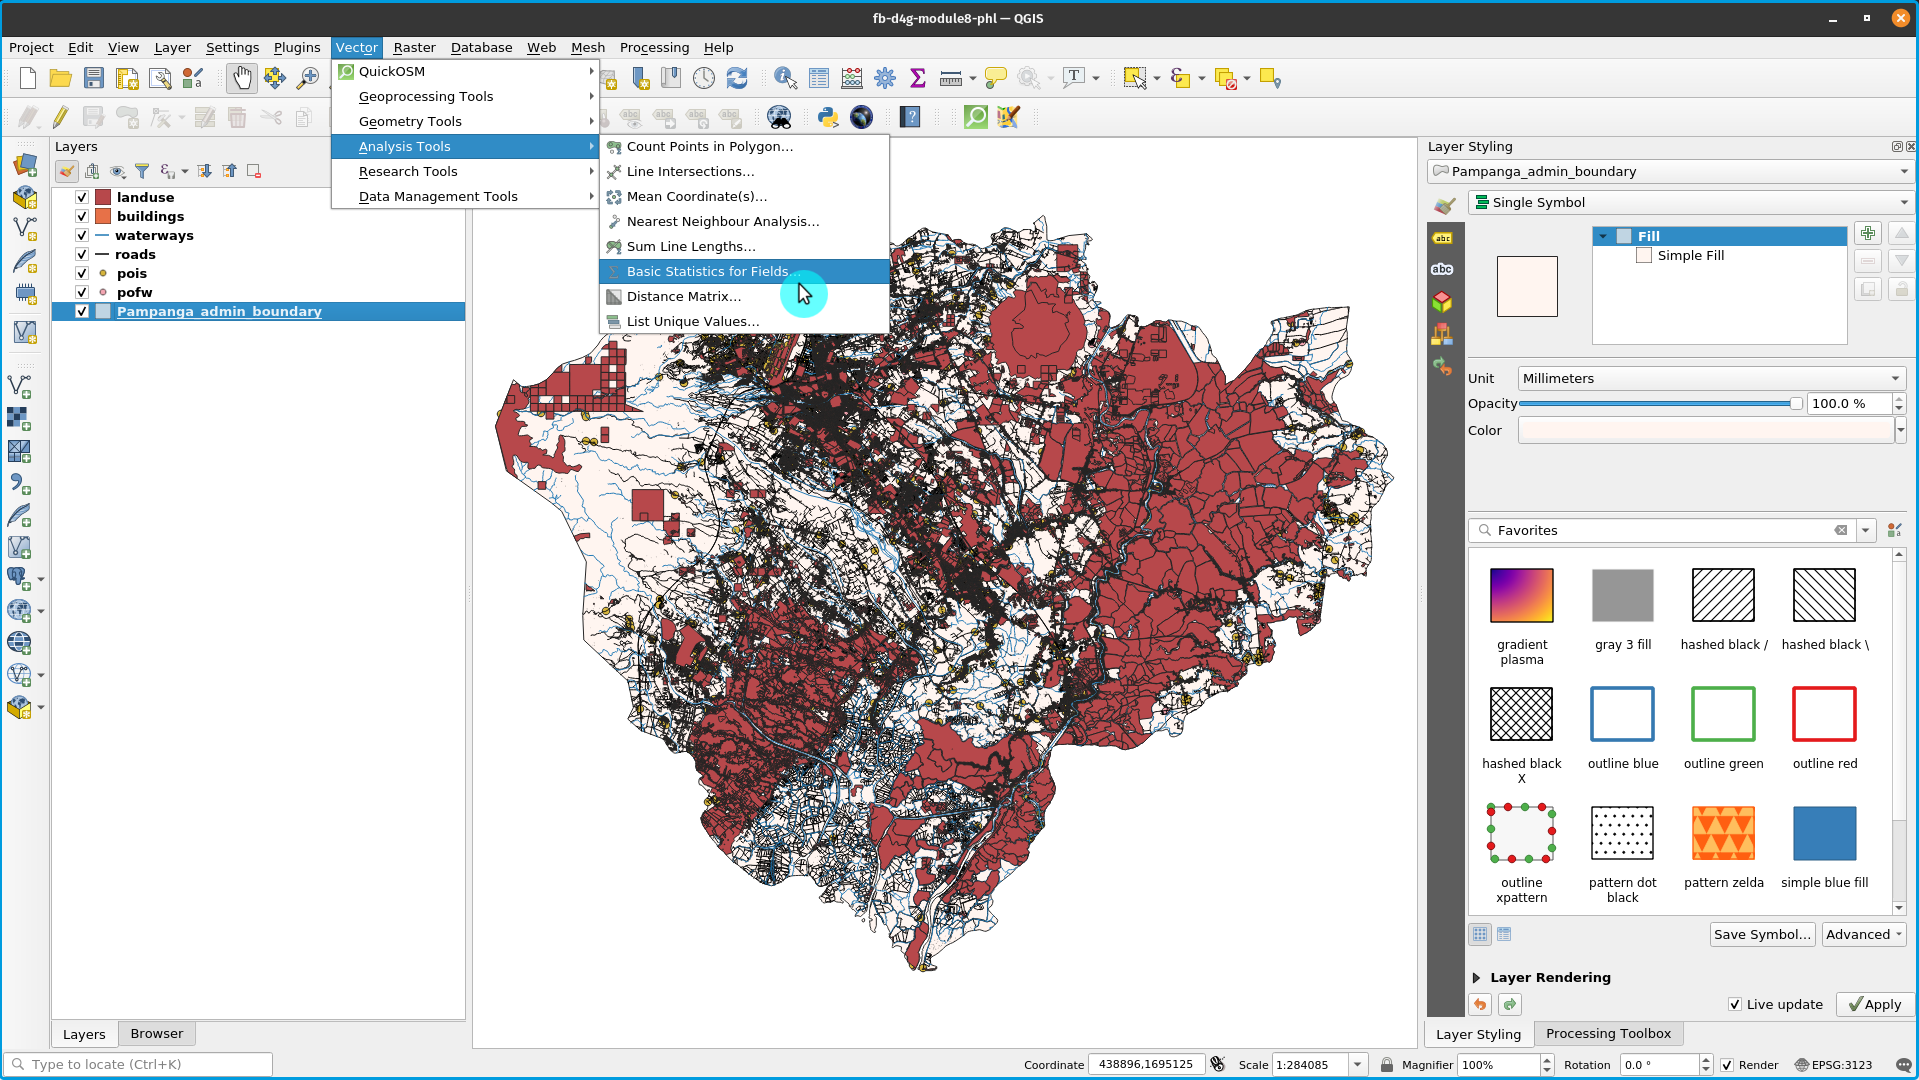 fb-d4g-module8-phl — QGIS
Project Edit View Layer Settings Plugins Vector Raster Database Web Mesh Processing Help
QuickOSM
Geoprocessing Tools
Geometry Tools
Analysis Tools
Research Tools
Data Management Tools
Count Points in Polygon...
Line Intersections...
Mean Coordinate(s)...
Nearest Neighbour Analysis...
Sum Line Lengths...
Basic Statistics for Fields...
Distance Matrix...
List Unique Values...
Layers
landuse
buildings
waterways
roads
pois
pofw
Pampanga_admin_boundary
Layers Browser
Layer Styling
Pampanga_admin_boundary
Single Symbol
abc
abc
Fill
Simple Fill
Unit Millimeters
Opacity 100.0 %
Color
Favorites
gradient plasma
gray 3 fill
hashed black /
hashed black \
hashed black X
outline blue
outline green
outline red
outline xpattern
pattern dot black
pattern zelda
simple blue fill
Save Symbol... Advanced
Layer Rendering
Live update Apply
Layer Styling Processing Toolbox
Type to locate (Ctrl+K)
Coordinate 438896,1695125 Scale 1:284085 Magnifier 100% Rotation 0.0 ° Render EPSG:3123